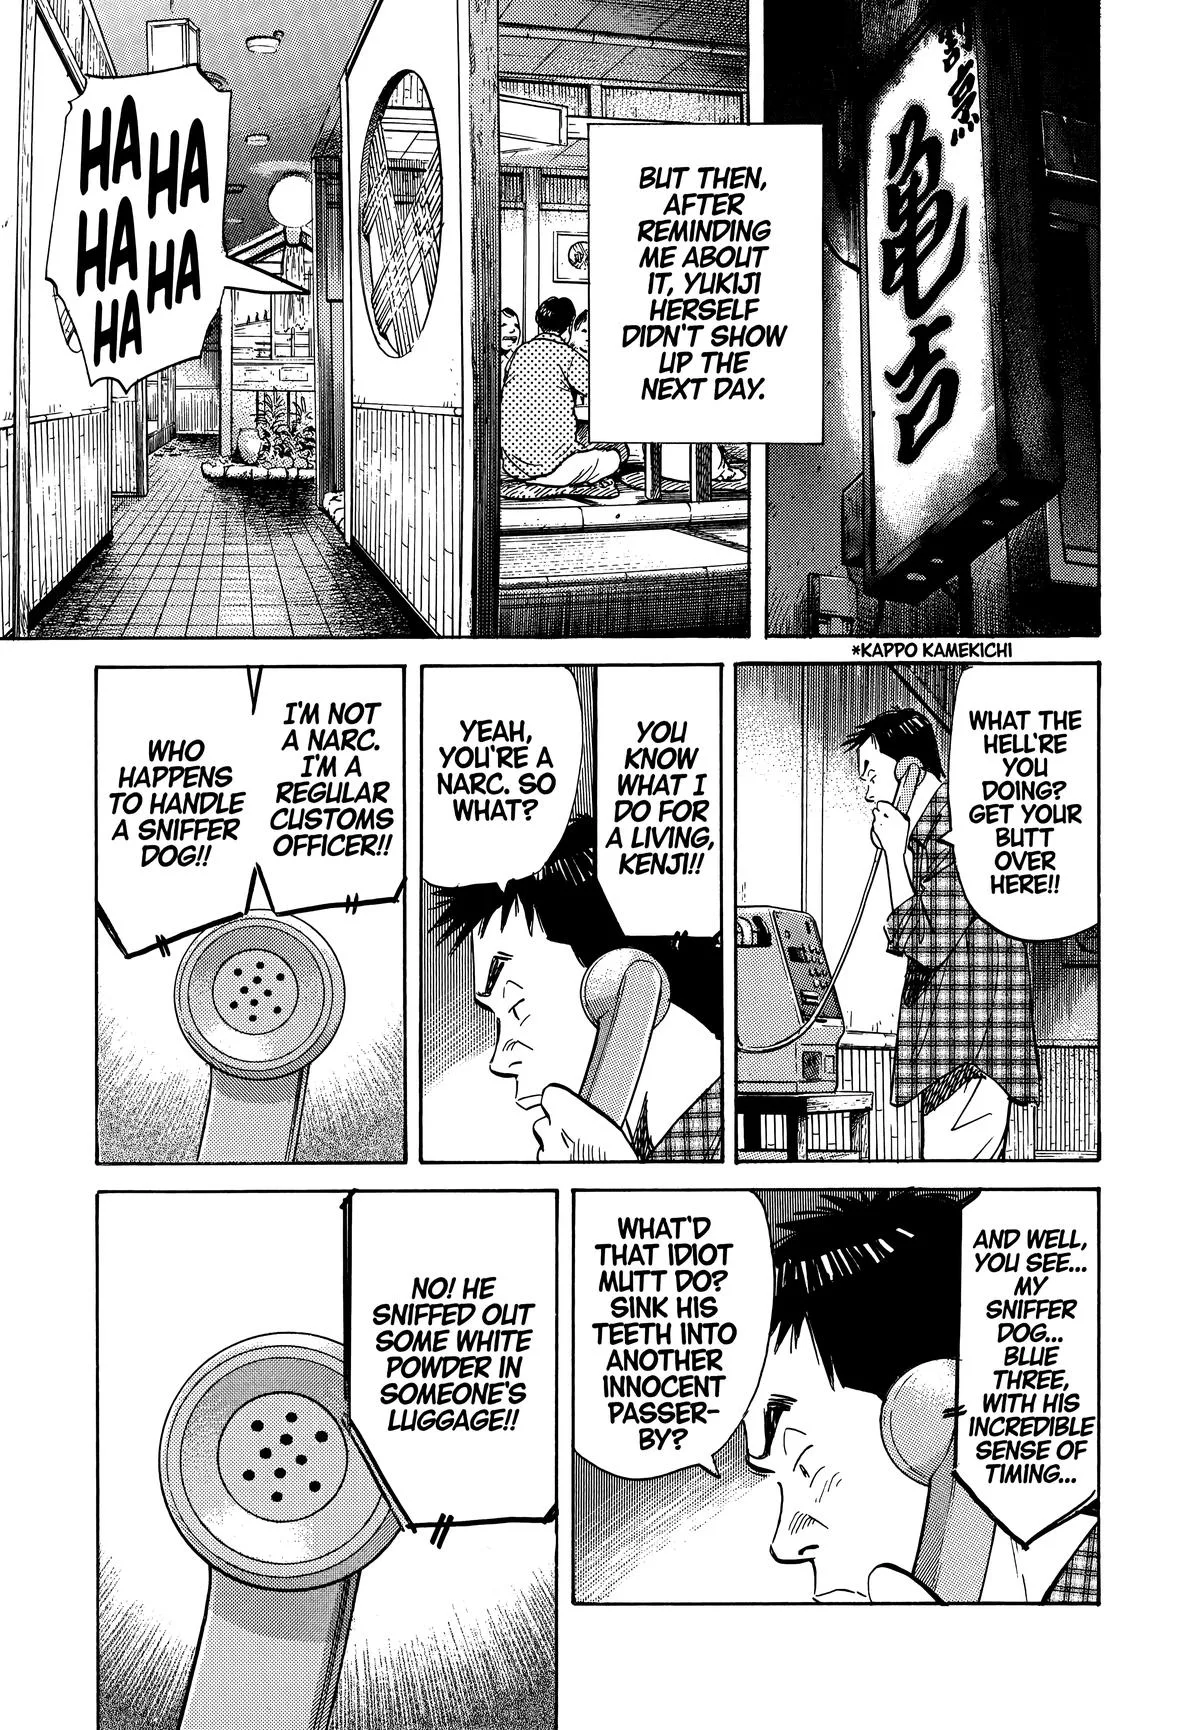 割烹
亀吉
BUT THEN,
AFTER
REMINDING
ME ABOUT
IT, YUKIJI
HERSELF
DIDN'T SHOW
UP THE
NEXT DAY.
HA HA
HA HA
HA
*KAPPO KAMEKICHI
WHAT THE
HELL'RE
YOU
DOING?
GET YOUR
BUTT
OVER
HERE!!
YOU
KNOW
WHAT I
DO FOR
A LIVING,
KENJI!!
YEAH,
YOU'RE A
NARC. SO
WHAT?
I'M NOT
A NARC.
I'M A
REGULAR
CUSTOMS
OFFICER!!
WHO
HAPPENS
TO HANDLE
A SNIFFER
DOG!!
AND WELL,
YOU SEE...
MY
SNIFFER
DOG...
BLUE
THREE,
WITH HIS
INCREDIBLE
SENSE OF
TIMING...
WHAT'D
THAT IDIOT
MUTT DO?
SINK HIS
TEETH INTO
ANOTHER
INNOCENT
PASSER-
BY?
NO! HE
SNIFFED OUT
SOME WHITE
POWDER IN
SOMEONE'S
LUGGAGE!!